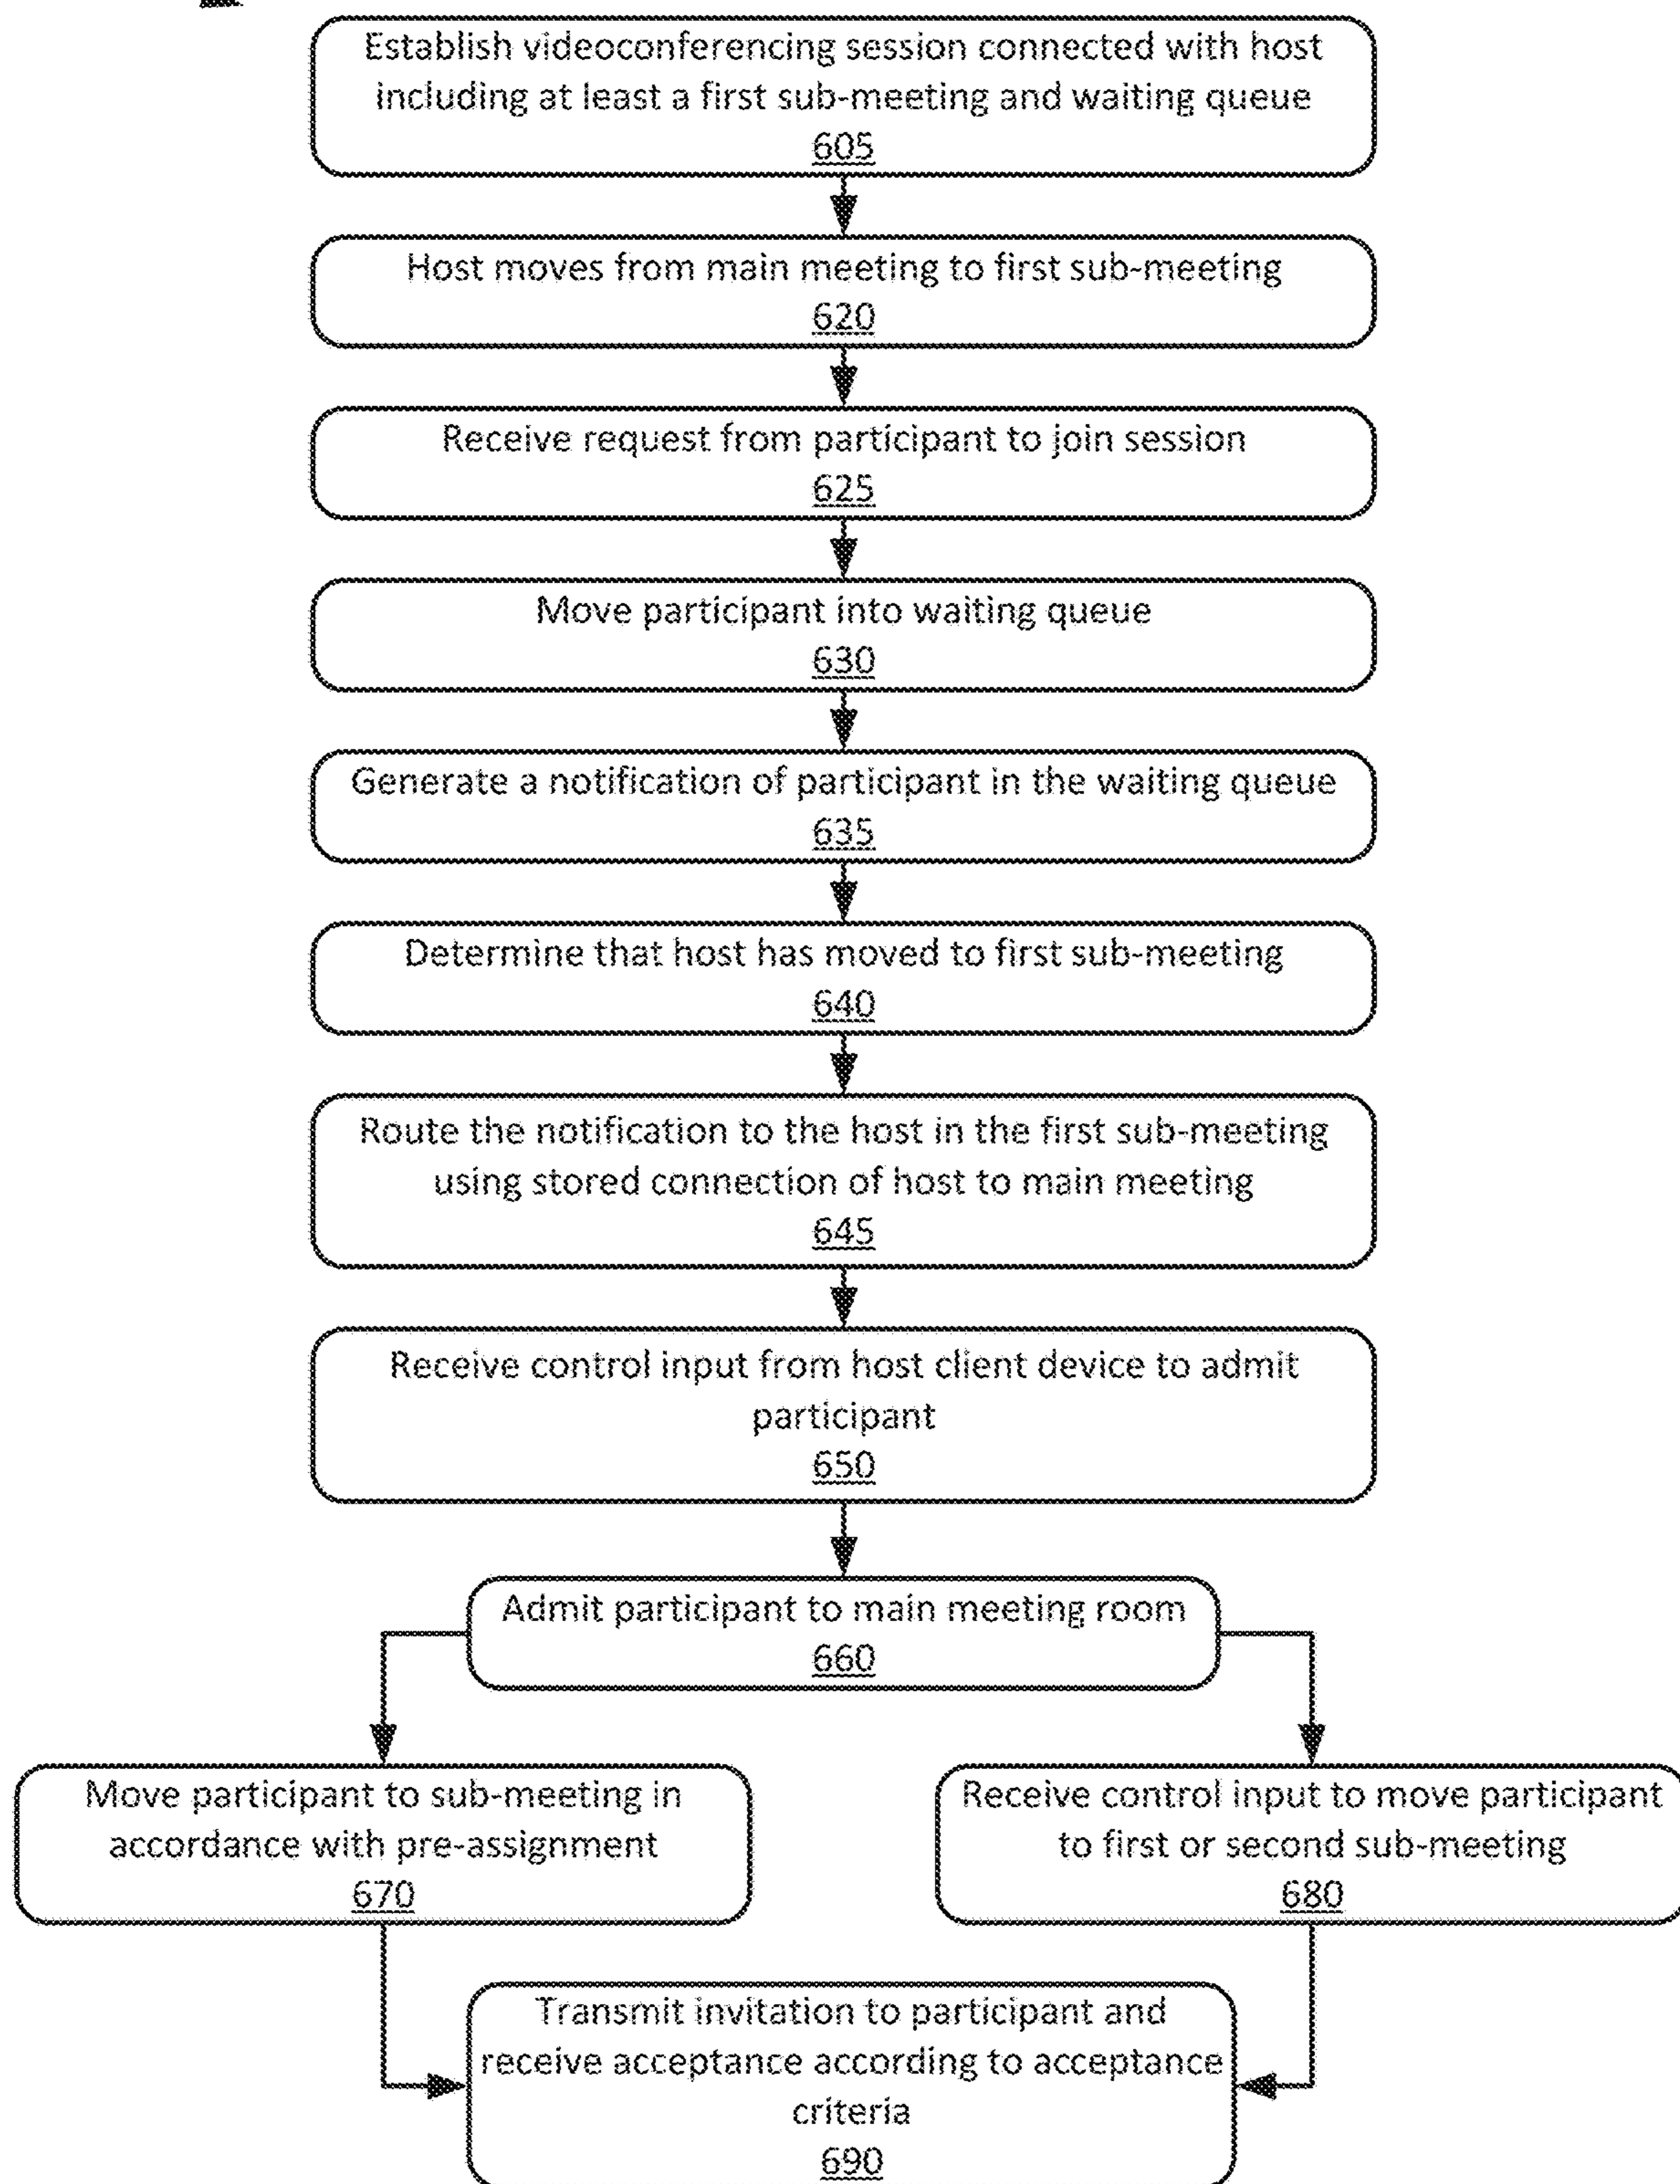 Establish videoconferencing session connected with host
including at least a first sub-meeting and waiting queue
605
Host moves from main meeting to first sub-meeting
620
Receive request from participant to join session
625
Move participant into waiting queue
630
Generate a notification of participant in the waiting queue
635
Determine that host has moved to first sub-meeting
640
Route the notification to the host in the first sub-meeting
using stored connection of host to main meeting
645
Receive control input from host client device to admit
participant
650
Admit participant to main meeting room
660
Move participant to sub-meeting in
accordance with pre-assignment
670
Receive control input to move participant
to first or second sub-meeting
680
Transmit invitation to participant and
receive acceptance according to acceptance
criteria
690